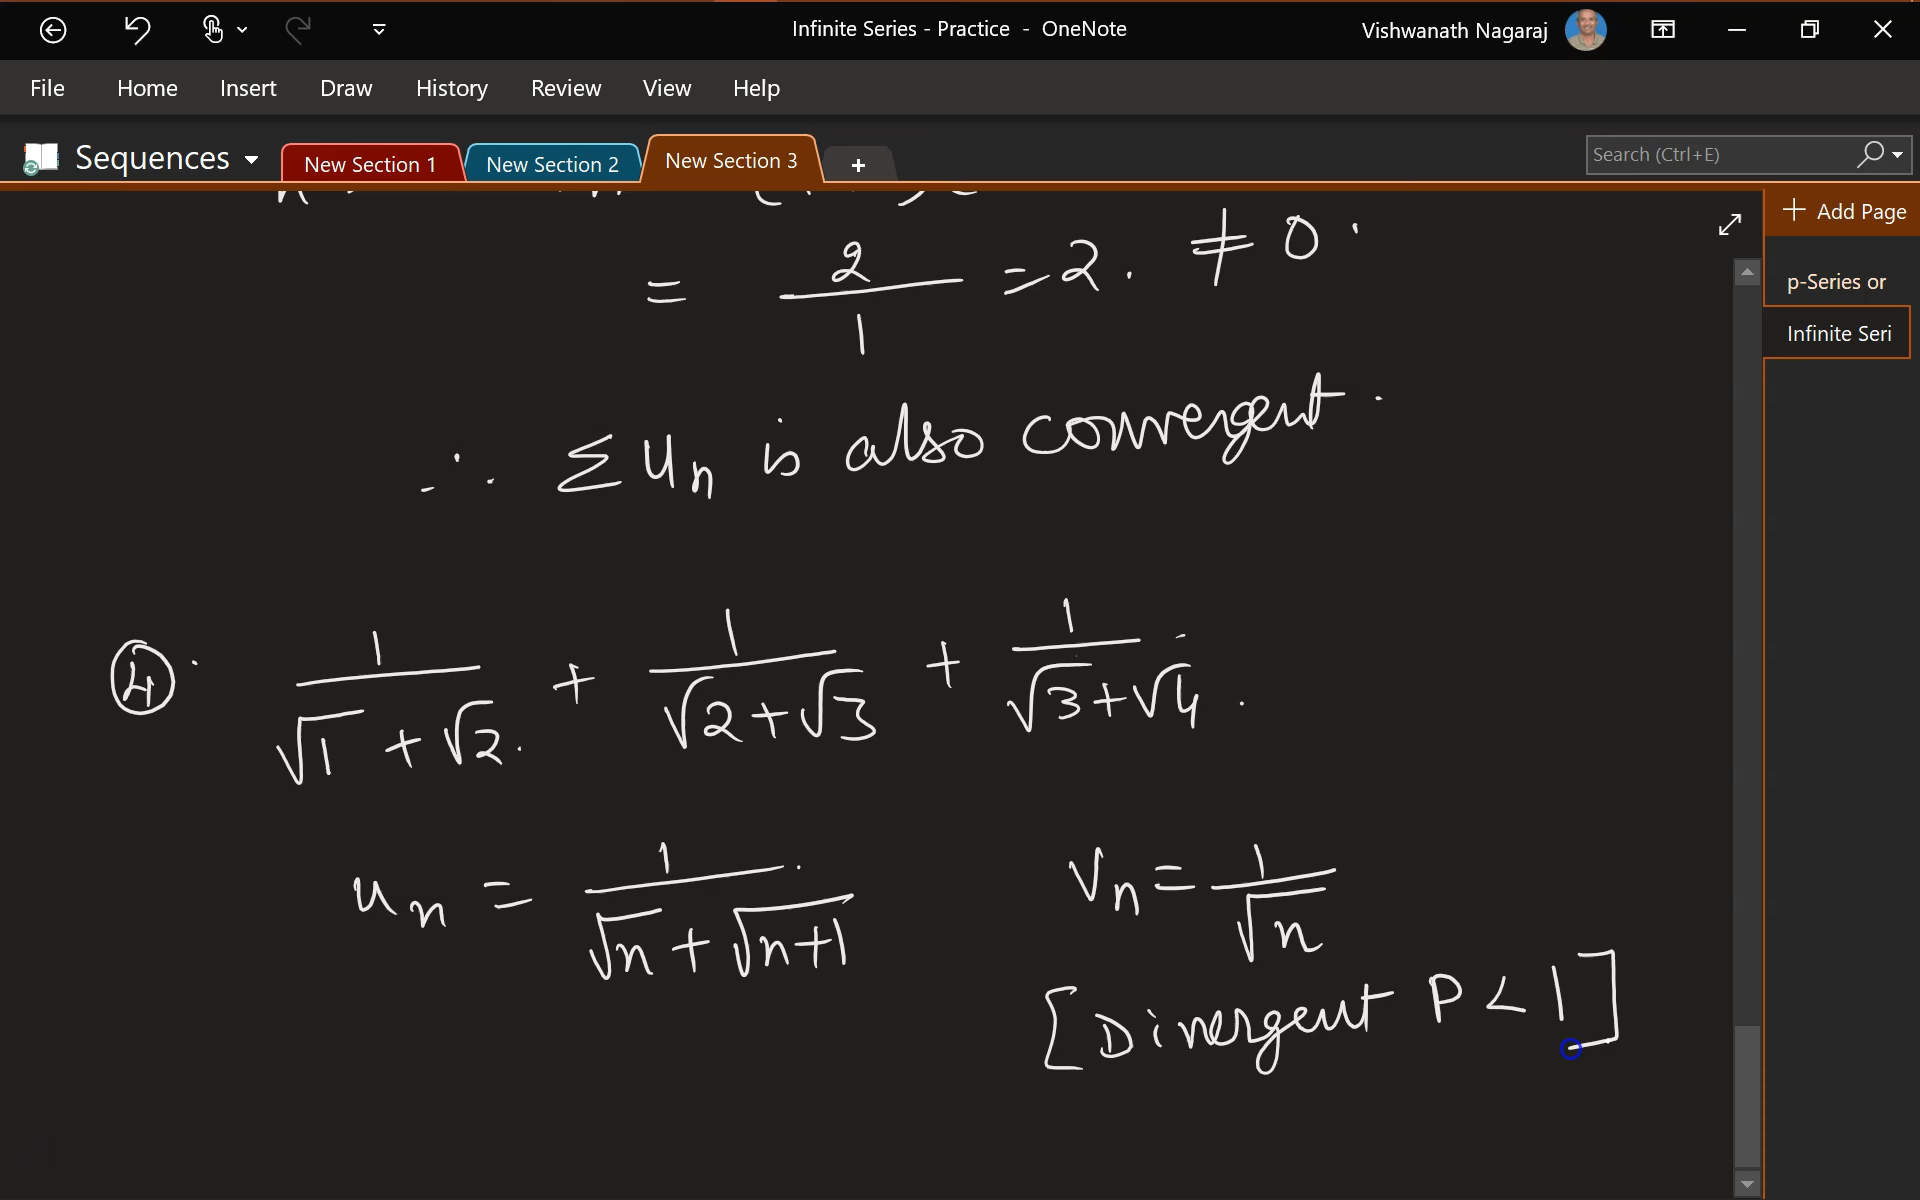 Infinite Series - Practice - OneNote
Vishwanath Nagaraj
File Home Insert Draw History Review View Help
Sequences New Section 1 New Section 2 New Section 3 +
Search (Ctrl+E)
+ Add Page
p-Series or
Infinite Seri
= 2/1 = 2. ≠ 0.
∴ Σ un is also convergent.
④. 1/(√1 + √2) + 1/(√2 + √3) + 1/(√3 + √4).
un = 1/(√n + √n+1) vn = 1/√n
[Divergent P < 1]